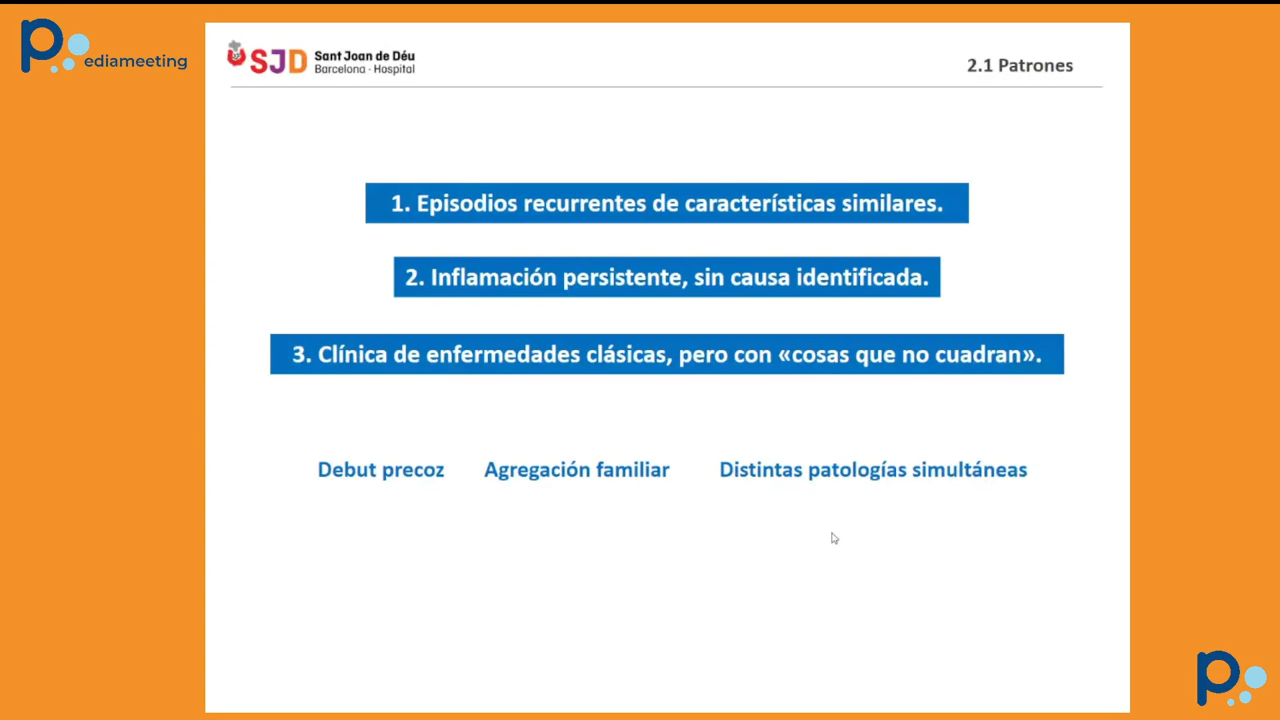 Pediameeting
SJD Sant Joan de Déu
Barcelona · Hospital
2.1 Patrones
1. Episodios recurrentes de características similares.
2. Inflamación persistente, sin causa identificada.
3. Clínica de enfermedades clásicas, pero con «cosas que no cuadran».
Debut precoz Agregación familiar Distintas patologías simultáneas
P